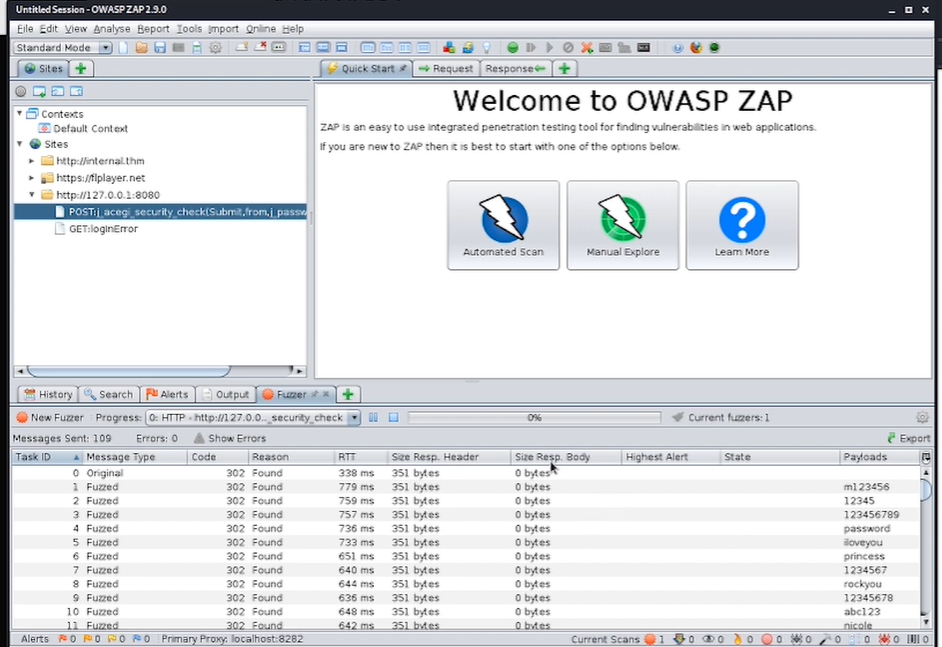 Untitled Session - OWASP ZAP 2.9.0
File Edit View Analyse Report Tools Import Online Help
Standard Mode
Sites
Quick Start Request Response
Contexts
Default Context
Sites
http://internal.thm
https://flplayer.net
http://127.0.0.1:8080
POST:j_acegi_security_check(Submit,from,j_passw
GET:loginError
Welcome to OWASP ZAP
ZAP is an easy to use integrated penetration testing tool for finding vulnerabilities in web applications.
If you are new to ZAP then it is best to start with one of the options below.
Automated Scan Manual Explore Learn More
History Search Alerts Output Fuzzer
New Fuzzer Progress: 0: HTTP - http://127.0.0..._security_check 0% Current fuzzers: 1
Messages Sent: 109 Errors: 0 Show Errors Export
Task ID Message Type Code Reason RTT Size Resp. Header Size Resp. Body Highest Alert State Payloads
0 Original 302 Found 338 ms 351 bytes 0 bytes
1 Fuzzed 302 Found 779 ms 351 bytes 0 bytes m123456
2 Fuzzed 302 Found 759 ms 351 bytes 0 bytes 12345
3 Fuzzed 302 Found 757 ms 351 bytes 0 bytes 123456789
4 Fuzzed 302 Found 736 ms 351 bytes 0 bytes password
5 Fuzzed 302 Found 733 ms 351 bytes 0 bytes iloveyou
6 Fuzzed 302 Found 651 ms 351 bytes 0 bytes princess
7 Fuzzed 302 Found 640 ms 351 bytes 0 bytes 1234567
8 Fuzzed 302 Found 644 ms 351 bytes 0 bytes rockyou
9 Fuzzed 302 Found 636 ms 351 bytes 0 bytes 12345678
10 Fuzzed 302 Found 648 ms 351 bytes 0 bytes abc123
11 Fuzzed 302 Found 642 ms 351 bytes 0 bytes nicole
Alerts 0 0 0 0 Primary Proxy: localhost:8282 Current Scans 1 0 0 0 0 0 0 0 0 0